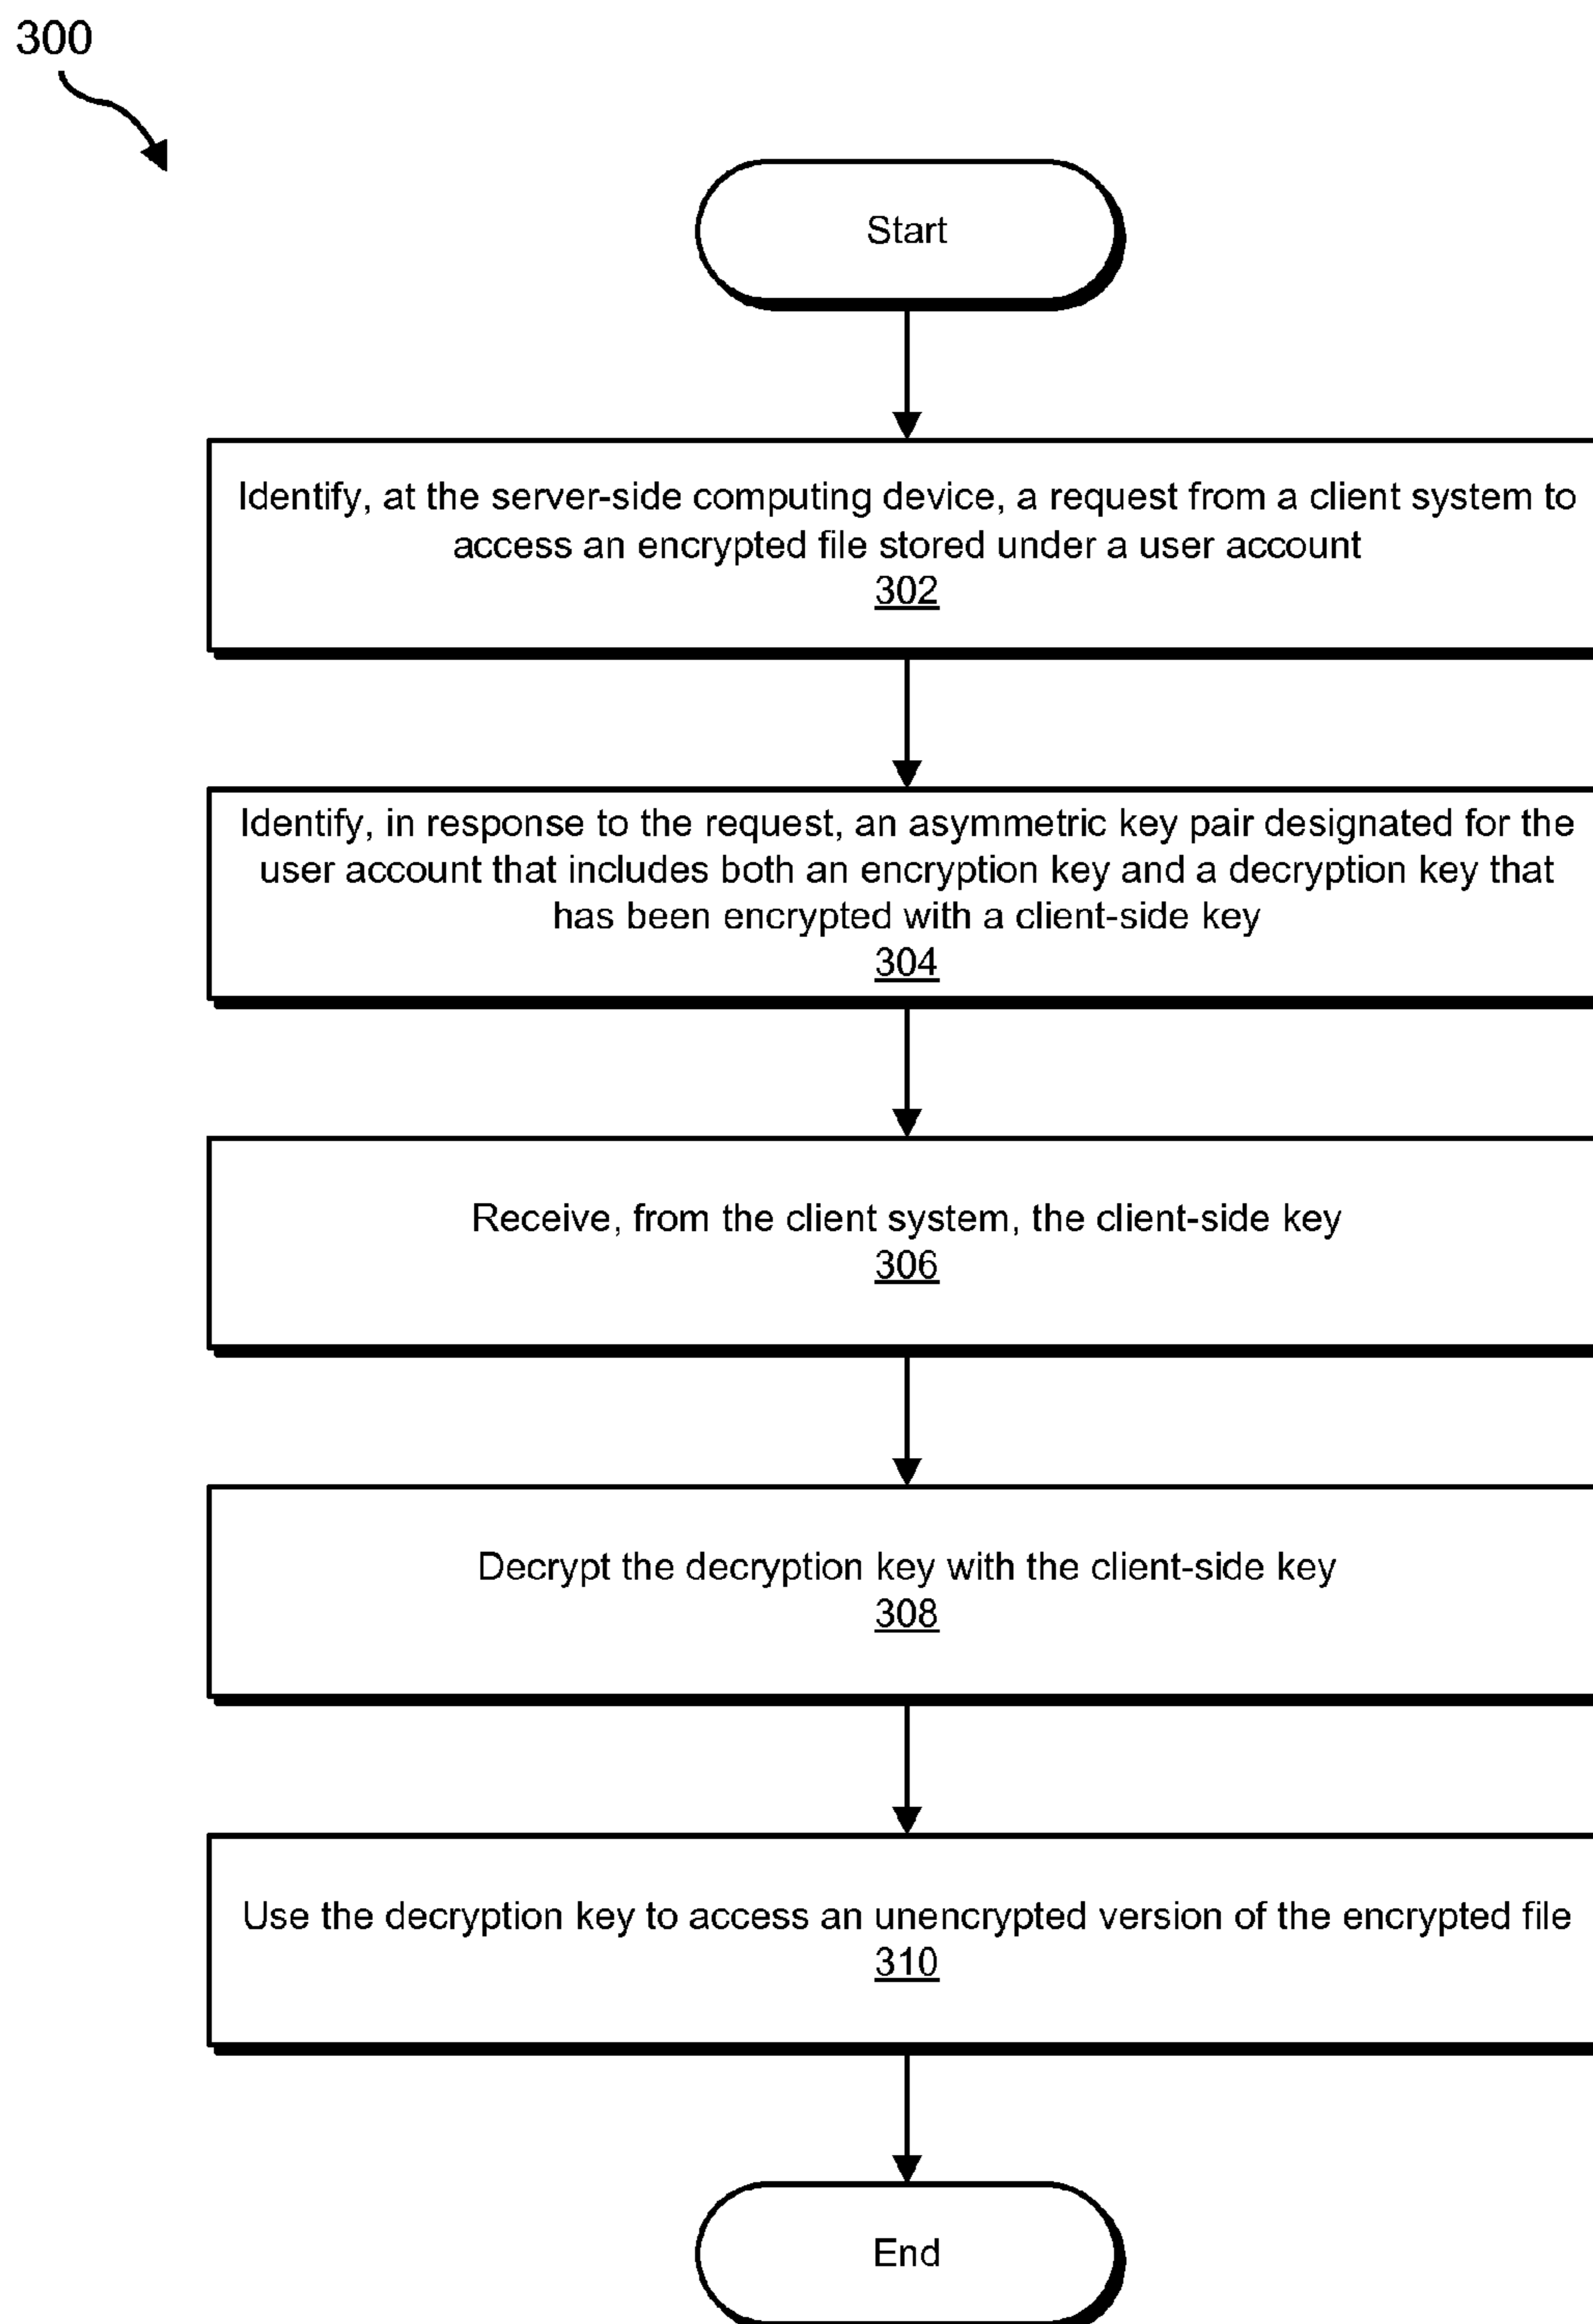 300
Start
Identify, at the server-side computing device, a request from a client system to
access an encrypted file stored under a user account
302
Identify, in response to the request, an asymmetric key pair designated for the
user account that includes both an encryption key and a decryption key that
has been encrypted with a client-side key
304
Receive, from the client system, the client-side key
306
Decrypt the decryption key with the client-side key
308
Use the decryption key to access an unencrypted version of the encrypted file
310
End